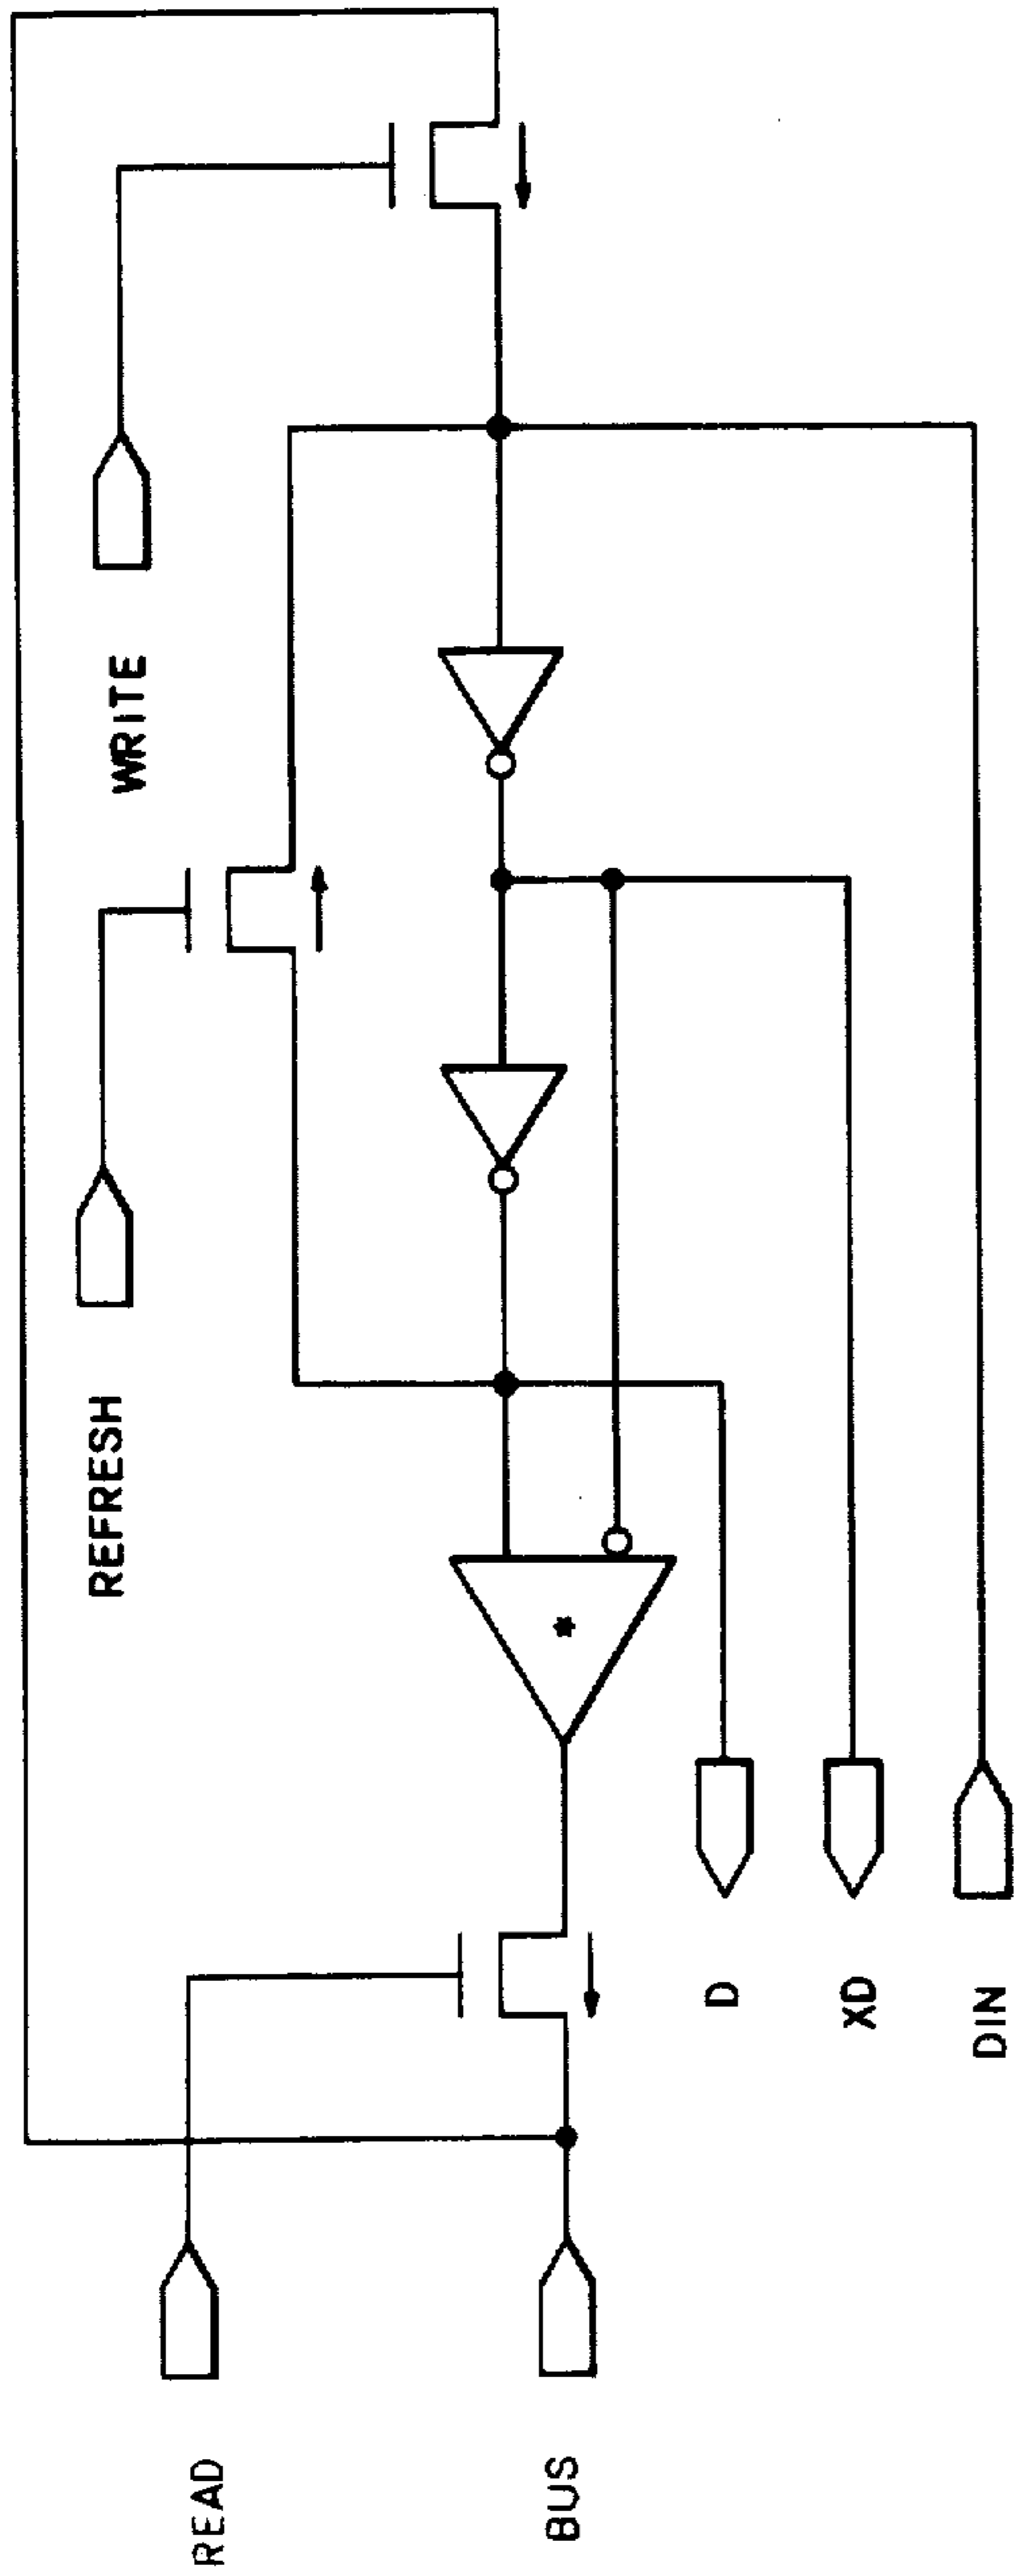 WRITE
REFRESH
*
D
XD
DIN
READ
BUS